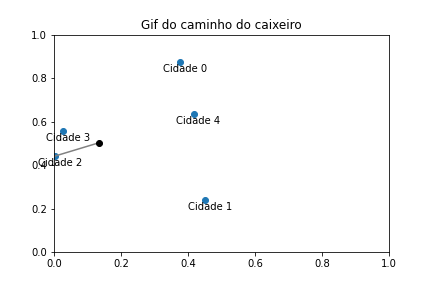 Gif do caminho do caixeiro
1.0
Cidade 0
0.8
Cidade 4
0.6
Cidade 3
Cidade 2
0.4
Cidade 1
0.2
0.0
0.0 0.2 0.4 0.6 0.8 1.0